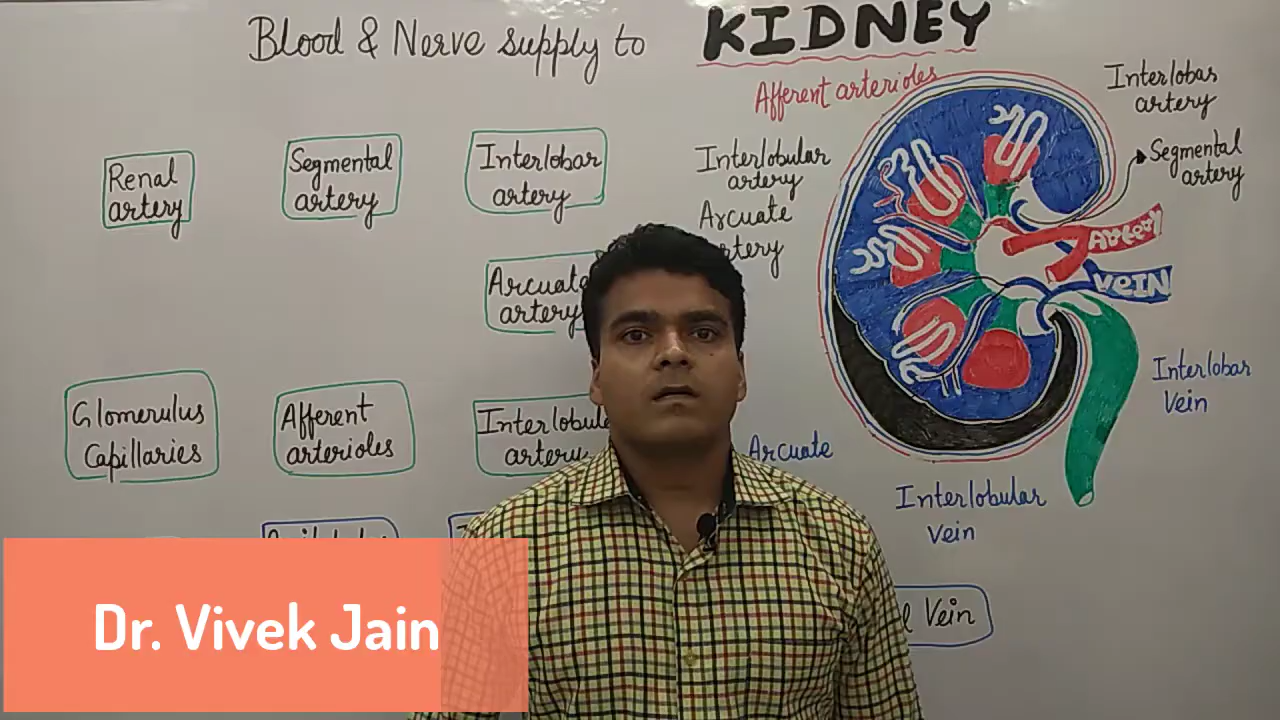 Blood & Nerve supply to KIDNEY
Afferent arterioles
Interlobar
artery
Segmental
artery
Renal
artery
Segmental
artery
Interlobar
artery
Interlobular
artery
Arcuate
Artery
VEIN
Arcuate
artery
Interlobar
Vein
Glomerulus
Capillaries
Afferent
arterioles
artery
Arcuate
Interlobular
vein
Vein
Dr. Vivek Jain